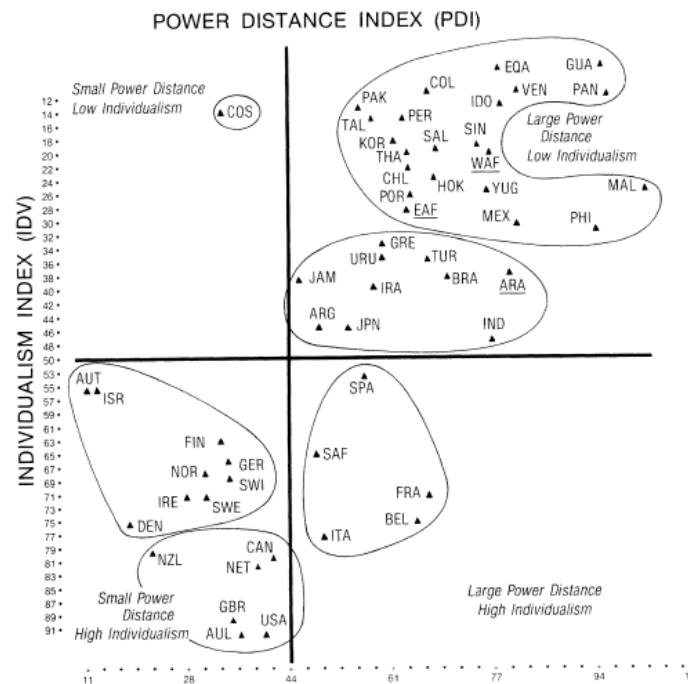 POWER DISTANCE INDEX (PDI)
INDIVIDUALISM INDEX (IDV)
Small Power Distance
Low Individualism
COS
Large Power
Distance
Low Individualism
COL
EQA
GUA
PAK
IDO
VEN
PAN
TAL
PER
KOR
SAL
SIN
THA
WAF
CHL
HOK
YUG
MAL
POR
EAF
MEX
PHI
GRE
URU
TUR
JAM
IRA
BRA
ARA
ARG
JPN
IND
AUT
ISR
SPA
FIN
GER
NOR
SWI
SAF
IRE
SWE
FRA
DEN
BEL
ITA
NZL
CAN
NET
Small Power
Distance
High Individualism
GBR
AUL
USA
Large Power Distance
High Individualism
12
14
16
18
20
22
24
26
28
30
32
34
36
38
40
42
44
46
48
50
53
55
57
59
61
63
65
67
69
71
73
75
77
79
81
83
85
87
89
91
11 28 44 61 77 94